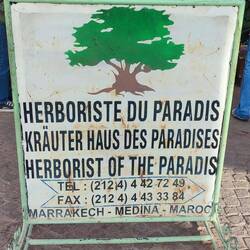 HERBORISTE DU PARADIS
KRÄUTER HAUS DES PARADISES
HERBORIST OF THE PARADIS
TEL : (212 4) 4 42 72 49
FAX : (212 4) 4 43 33 84
MARRAKECH - MEDINA - MAROC